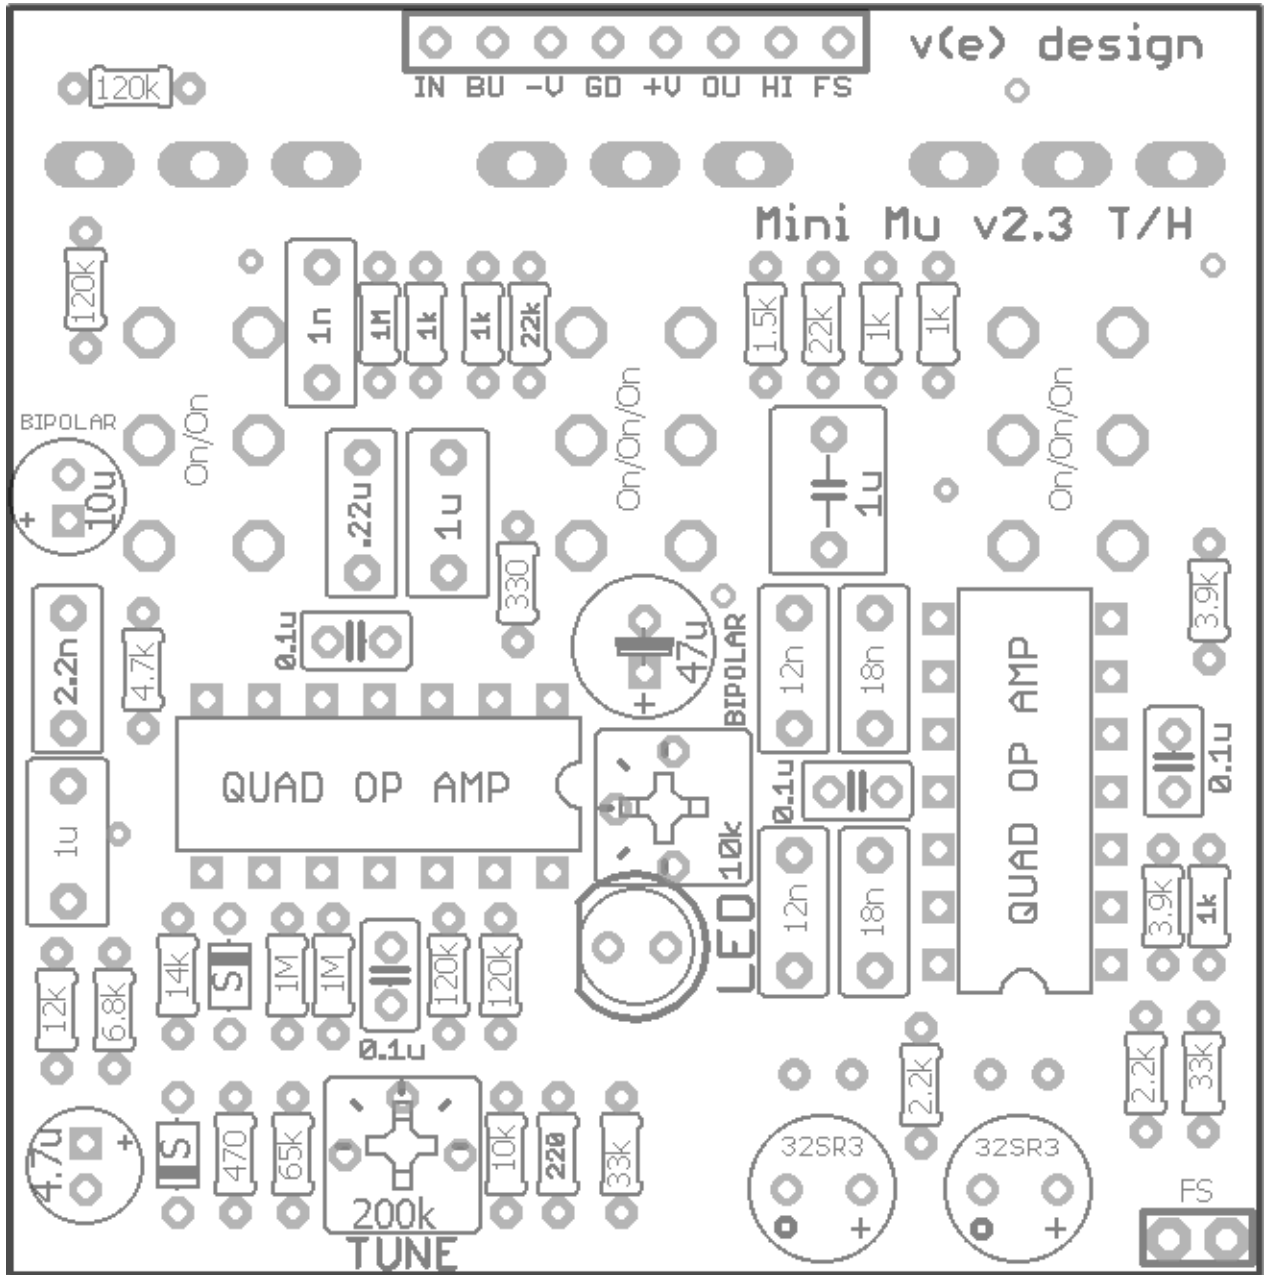 v(e) design
IN BU -V GD +V OU HI FS
120k
Mini Mu v2.3 T/H
120k
1n
1M
1k
1k
22k
1.5k
22k
1k
1k
On/On
On/On/On
On/On/On
BIPOLAR
10u
+
.22u
1u
1u
330
3.9k
2.2n
4.7k
0.1u
47u
+
BIPOLAR
12n
18n
QUAD OP AMP
0.1u
QUAD OP AMP
10k
0.1u
1u
12n
18n
3.9k
1k
LED
14k
S
1M
1M
120k
120k
0.1u
12k
6.8k
2.2k
2.2k
33k
4.7u
+
S
470
65k
200k
TUNE
10k
220
33k
32SR3
+
32SR3
+
FS